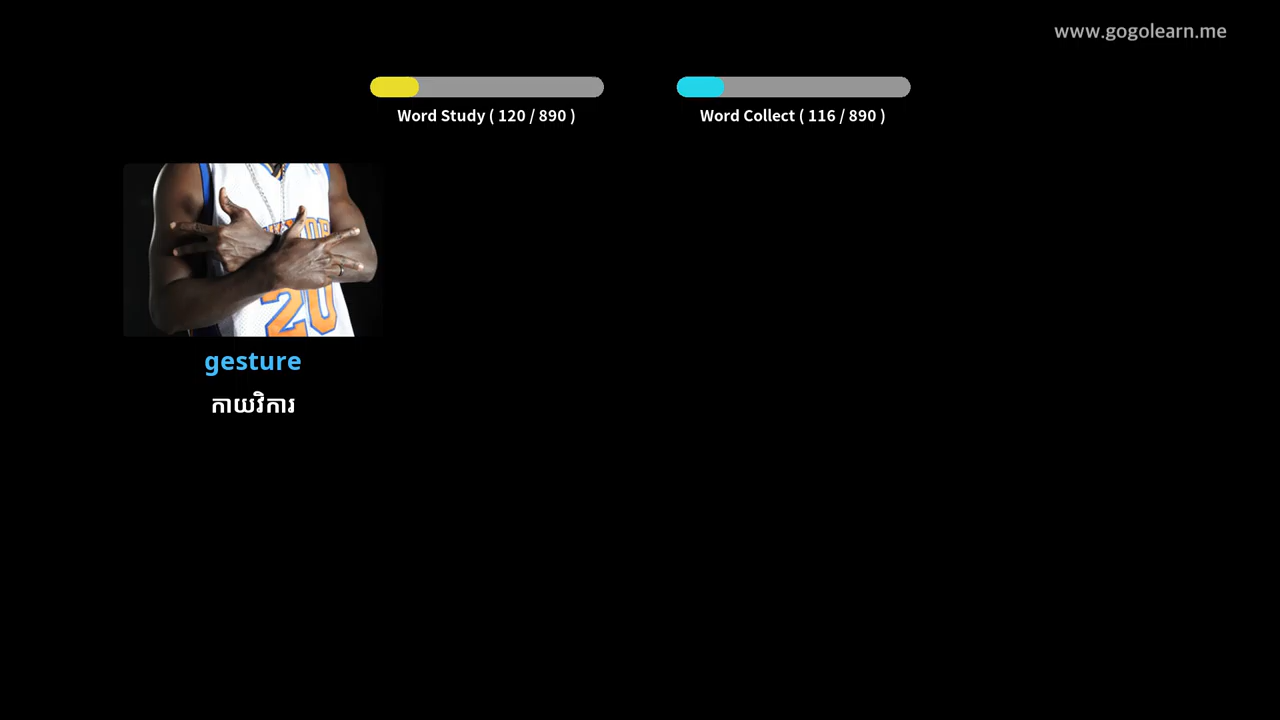 www.gogolearn.me
Word Study ( 120 / 890 )
Word Collect ( 116 / 890 )
20
gesture
កាយវិការ